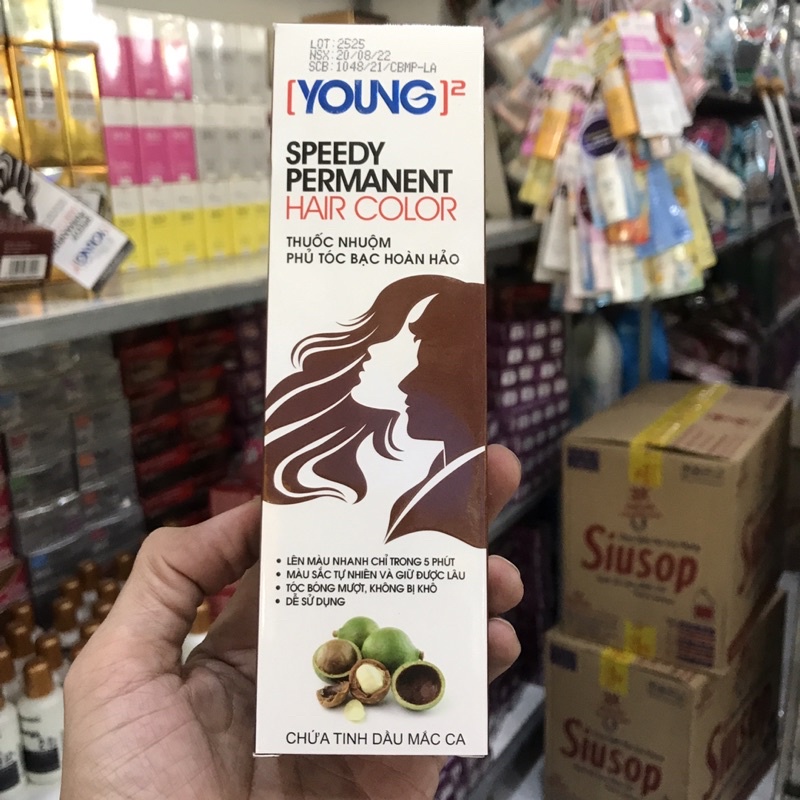 LOT:2525
NSX:20/08/22
SCB:1048/21/CBMP-LA
[YOUNG]²
SPEEDY
PERMANENT
HAIR COLOR
THUỐC NHUỘM
PHỦ TÓC BẠC HOÀN HẢO
• LÊN MÀU NHANH CHỈ TRONG 5 PHÚT
• MÀU SẮC TỰ NHIÊN VÀ GIỮ ĐƯỢC LÂU
• TÓC BÓNG MƯỢT, KHÔNG BỊ KHÔ
• DỄ SỬ DỤNG
CHỨA TINH DẦU MẮC CA
Siusop
Siusop